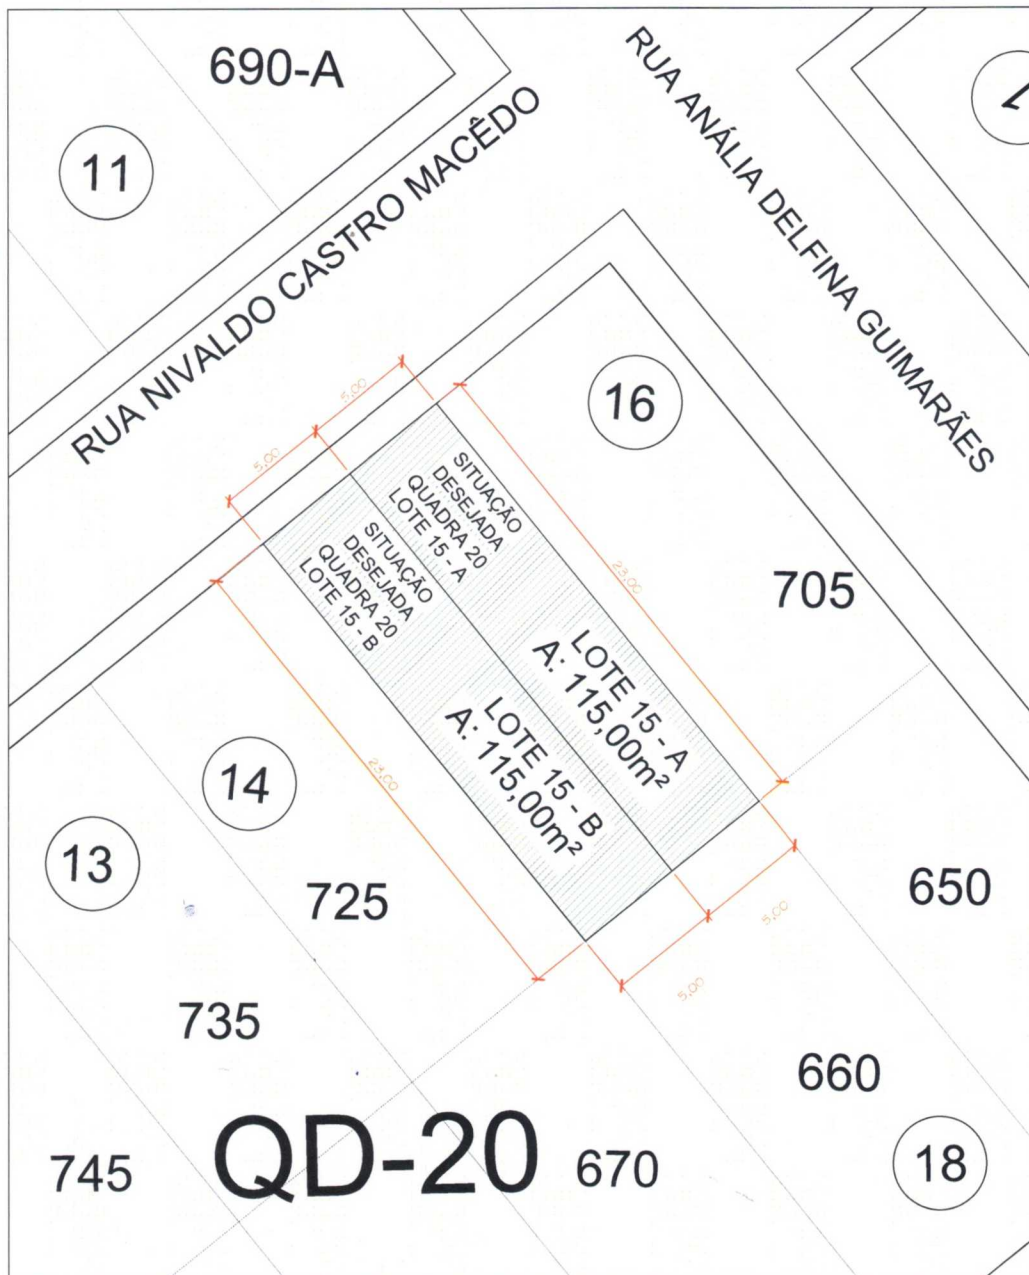 690-A
11
RUA NIVALDO CASTRO MACÊDO
RUA ANÁLIA DELFINA GUIMARÃES
1
16
705
5,00
5,00
SITUAÇÃO
DESEJADA
QUADRA 20
LOTE 15 - A
SITUAÇÃO
DESEJADA
QUADRA 20
LOTE 15 - B
23,00
LOTE 15 - A
A: 115,00m²
LOTE 15 - B
A: 115,00m²
23,00
14
13
725
650
5,00
5,00
735
660
745
QD-20
670
18